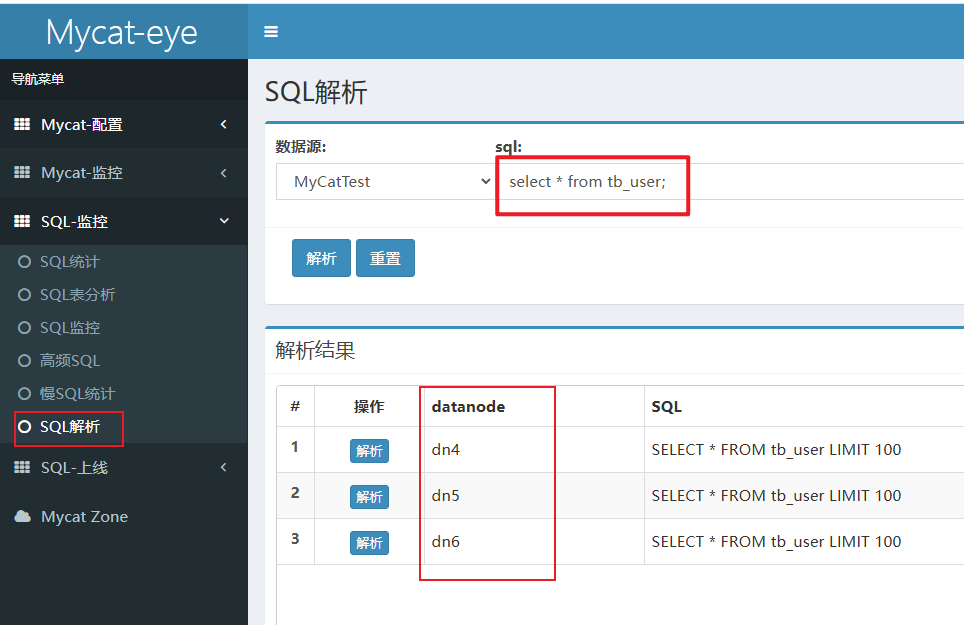 Mycat-eye
导航菜单
Mycat-配置
Mycat-监控
SQL-监控
SQL统计
SQL表分析
SQL监控
高频SQL
慢SQL统计
SQL解析
SQL-上线
Mycat Zone
SQL解析
数据源: sql:
MyCatTest select * from tb_user;
解析 重置
解析结果
# 操作 datanode SQL
1 解析 dn4 SELECT * FROM tb_user LIMIT 100
2 解析 dn5 SELECT * FROM tb_user LIMIT 100
3 解析 dn6 SELECT * FROM tb_user LIMIT 100